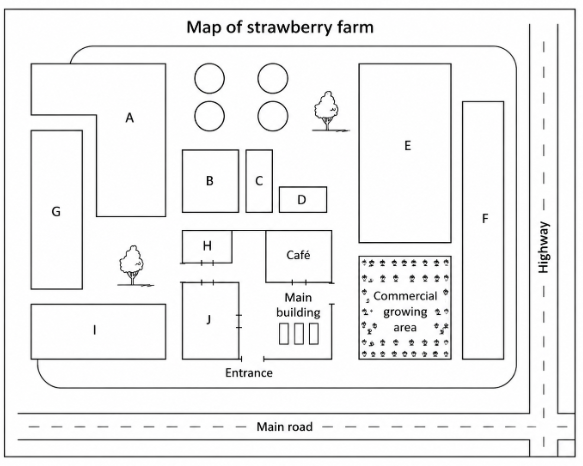 Map of strawberry farm
A
E
B
C
D
G
F
H
Café
Highway
Main
building
Commercial
growing
area
J
I
Entrance
Main road